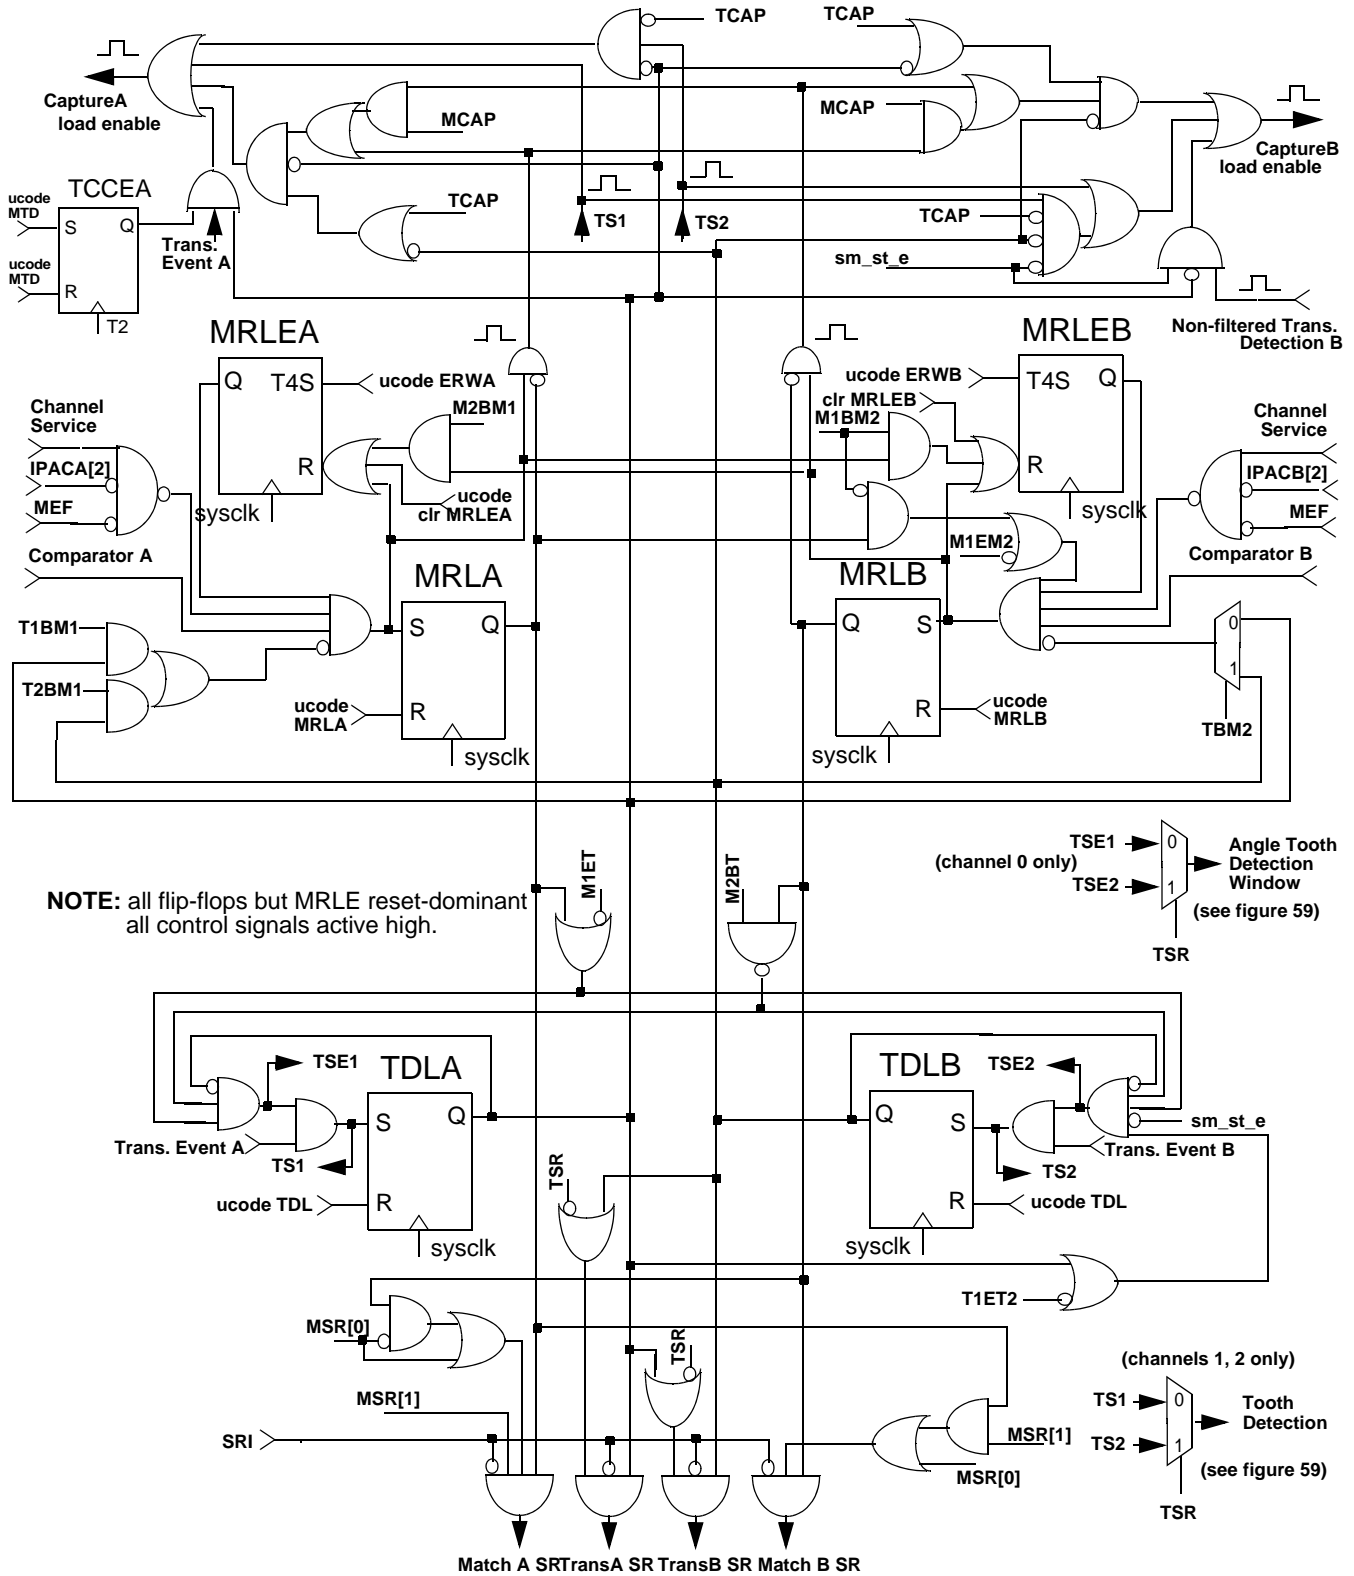 TCAP
TCAP
CaptureA
load enable
MCAP
MCAP
CaptureB
load enable
TCCEA
ucode
MTD
S
Q
ucode
MTD
R
T2
Trans.
Event A
TCAP
TS1
TS2
TCAP
sm_st_e
Non-filtered Trans.
Detection B
MRLEA
Q
T4S
R
sysclk
ucode ERWA
M2BM1
ucode
clr MRLEA
MRLEB
ucode ERWB
clr MRLEB
M1BM2
T4S
Q
R
sysclk
M1EM2
Channel
Service
IPACA[2]
MEF
Comparator A
Channel
Service
IPACB[2]
MEF
Comparator B
MRLA
S
Q
R
sysclk
ucode
MRLA
T1BM1
T2BM1
MRLB
Q
S
R
sysclk
ucode
MRLB
0
1
TBM2
TSE1
(channel 0 only)
TSE2
0
1
Angle Tooth
Detection
Window
(see figure 59)
TSR
NOTE: all flip-flops but MRLE reset-dominant
all control signals active high.
M1ET
M2BT
TSE1
TDLA
S
Q
R
sysclk
Trans. Event A
TS1
ucode TDL
TDLB
Q
S
R
sysclk
TSE2
sm_st_e
Trans. Event B
TS2
ucode TDL
TSR
T1ET2
MSR[0]
MSR[1]
TSR
SRI
MSR[1]
MSR[0]
(channels 1, 2 only)
TS1
TS2
0
1
Tooth
Detection
(see figure 59)
TSR
Match A SR
TransA SR
TransB SR
Match B SR